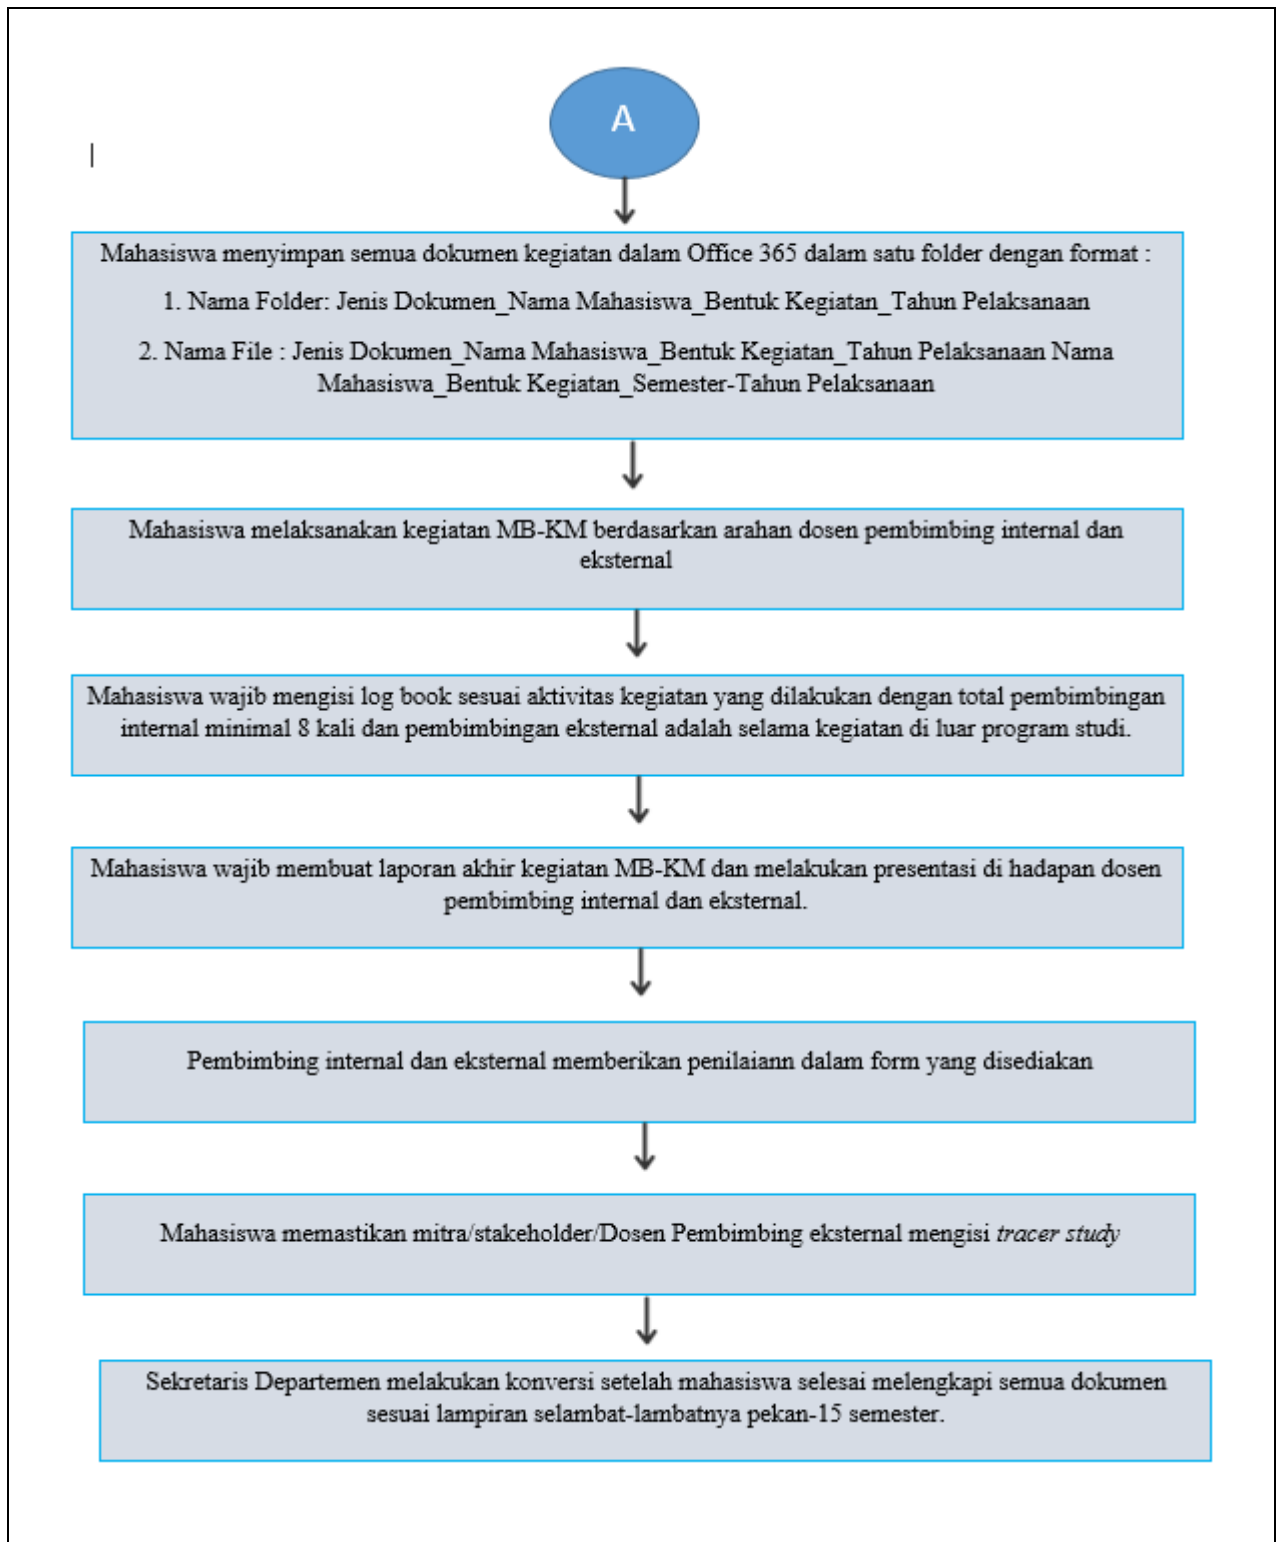 A
Mahasiswa menyimpan semua dokumen kegiatan dalam Office 365 dalam satu folder dengan format :
1. Nama Folder: Jenis Dokumen_Nama Mahasiswa_Bentuk Kegiatan_Tahun Pelaksanaan
2. Nama File : Jenis Dokumen_Nama Mahasiswa_Bentuk Kegiatan_Tahun Pelaksanaan Nama
Mahasiswa_Bentuk Kegiatan_Semester-Tahun Pelaksanaan
Mahasiswa melaksanakan kegiatan MB-KM berdasarkan arahan dosen pembimbing internal dan
eksternal
Mahasiswa wajib mengisi log book sesuai aktivitas kegiatan yang dilakukan dengan total pembimbingan
internal minimal 8 kali dan pembimbingan eksternal adalah selama kegiatan di luar program studi.
Mahasiswa wajib membuat laporan akhir kegiatan MB-KM dan melakukan presentasi di hadapan dosen
pembimbing internal dan eksternal.
Pembimbing internal dan eksternal memberikan penilaiann dalam form yang disediakan
Mahasiswa memastikan mitra/stakeholder/Dosen Pembimbing eksternal mengisi tracer study
Sekretaris Departemen melakukan konversi setelah mahasiswa selesai melengkapi semua dokumen
sesuai lampiran selambat-lambatnya pekan-15 semester.